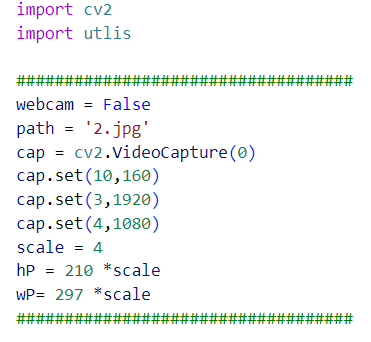 import cv2
import utlis
###################################
webcam = False
path = '2.jpg'
cap = cv2.VideoCapture(0)
cap.set(10,160)
cap.set(3,1920)
cap.set(4,1080)
scale = 4
hP = 210 *scale
wP= 297 *scale
###################################